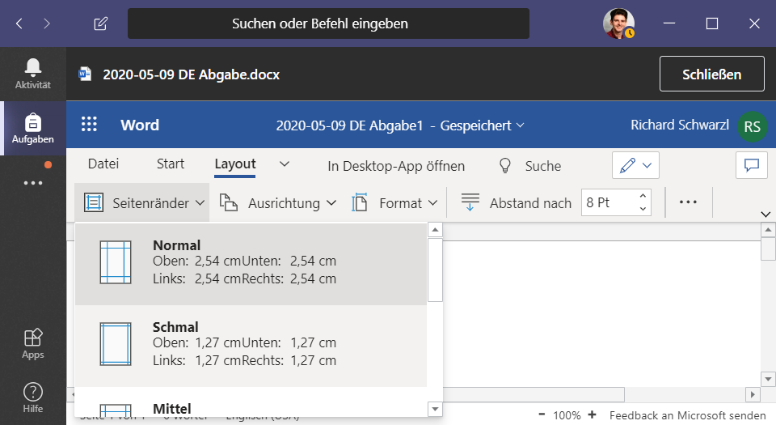 Suchen oder Befehl eingeben
Aktivität
2020-05-09 DE Abgabe.docx
Schließen
Aufgaben
Word
2020-05-09 DE Abgabe1 - Gespeichert
Richard Schwarzl
RS
Datei
Start
Layout
In Desktop-App öffnen
Suche
Seitenränder
Ausrichtung
Format
Abstand nach
8 Pt
Normal
Oben: 2,54 cmUnten: 2,54 cm
Links: 2,54 cmRechts: 2,54 cm
Schmal
Oben: 1,27 cmUnten: 1,27 cm
Links: 1,27 cmRechts: 1,27 cm
Mittel
Apps
Hilfe
100%
Feedback an Microsoft senden